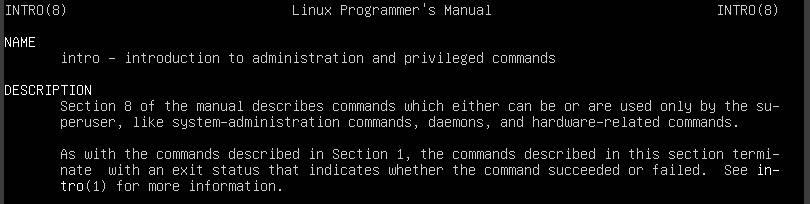 INTRO(8) Linux Programmer's Manual INTRO(8)
NAME
intro - introduction to administration and privileged commands
DESCRIPTION
Section 8 of the manual describes commands which either can be or are used only by the su-
peruser, like system-administration commands, daemons, and hardware-related commands.
As with the commands described in Section 1, the commands described in this section termi-
nate with an exit status that indicates whether the command succeeded or failed. See in-
tro(1) for more information.